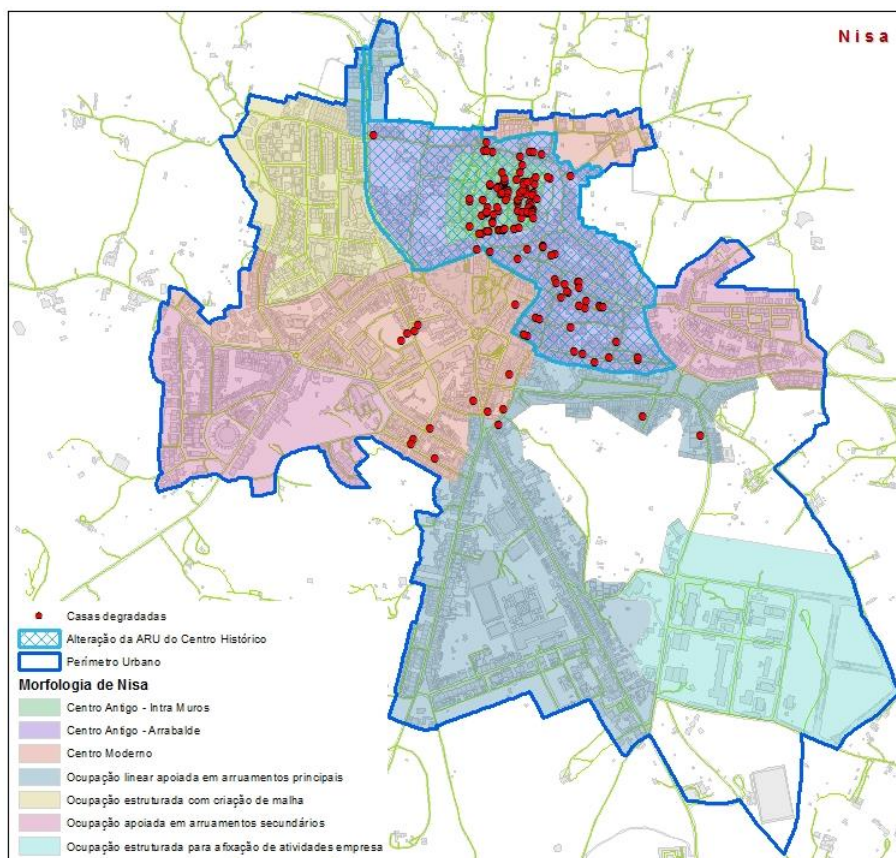 Nisa
Casas degradadas
Alteração da ARU do Centro Histórico
Perímetro Urbano
Morfologia de Nisa
Centro Antigo - Intra Muros
Centro Antigo - Arrabalde
Centro Moderno
Ocupação linear apoiada em arruamentos principais
Ocupação estruturada com criação de malha
Ocupação apoiada em arruamentos secundários
Ocupação estruturada para afixação de atividades empresa